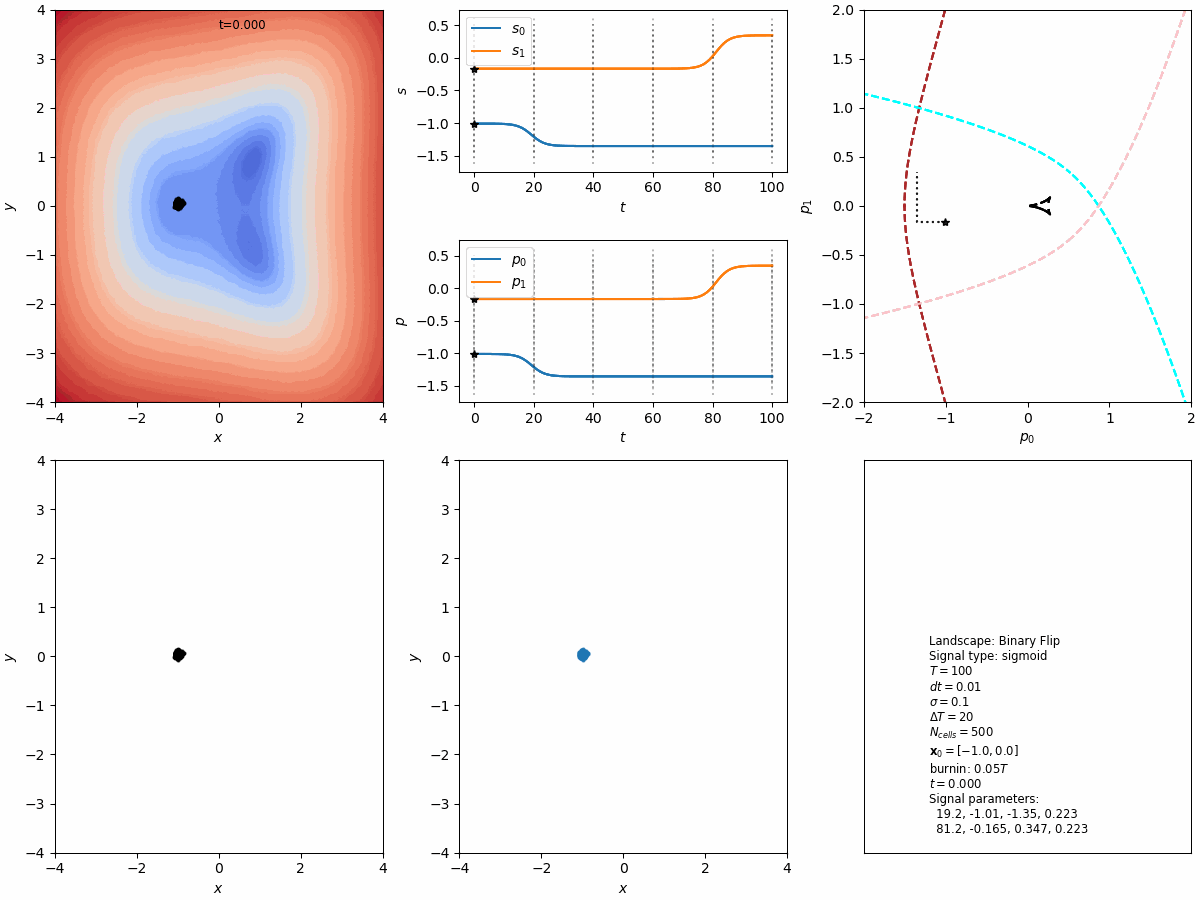 4
3
2
1
0
−1
−2
−3
−4
y
t=0.000
−4
−2
0
2
4
x
0.5
0.0
−0.5
−1.0
−1.5
s
s₀
s₁
0
20
40
60
80
100
t
0.5
0.0
−0.5
−1.0
−1.5
p
p₀
p₁
0
20
40
60
80
100
t
2.0
1.5
1.0
0.5
0.0
−0.5
−1.0
−1.5
−2.0
p₁
−2
−1
0
1
2
p₀
4
3
2
1
0
−1
−2
−3
−4
y
−4
−2
0
2
4
x
4
3
2
1
0
−1
−2
−3
−4
y
−4
−2
0
2
4
x
Landscape: Binary Flip
Signal type: sigmoid
T = 100
dt = 0.01
σ = 0.1
ΔT = 20
N_cells = 500
x₀ = [−1.0, 0.0]
burnin: 0.05T
t = 0.000
Signal parameters:
19.2, -1.01, -1.35, 0.223
81.2, -0.165, 0.347, 0.223